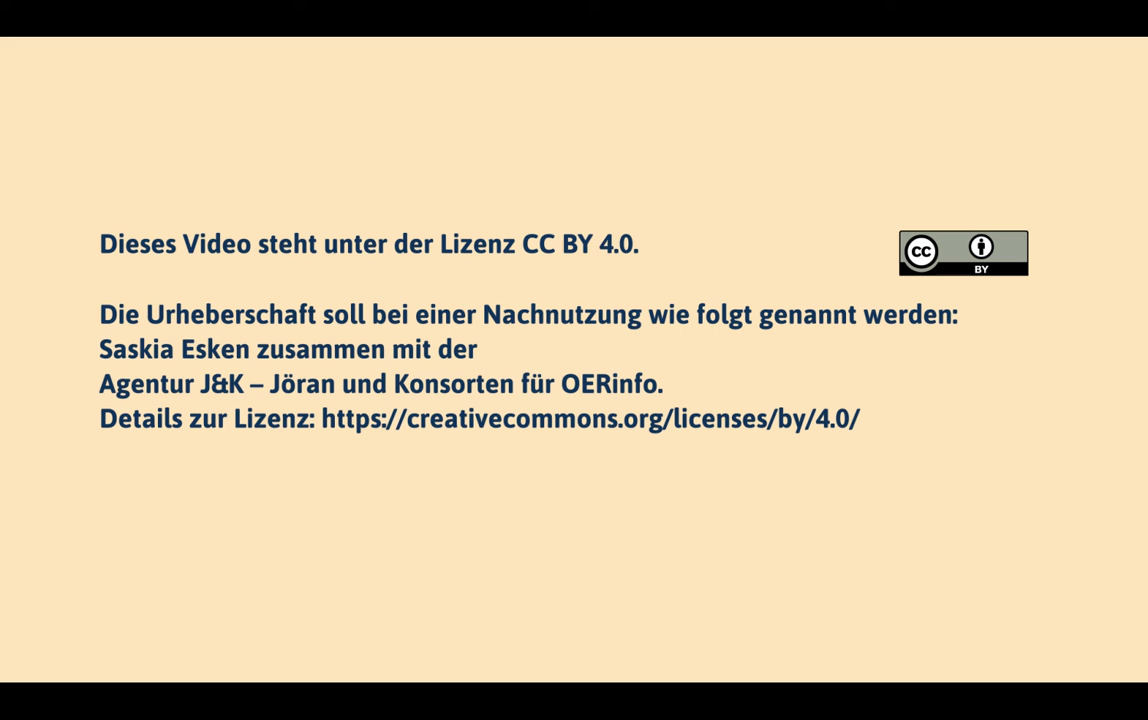 Dieses Video steht unter der Lizenz CC BY 4.0.
CC
BY
Die Urheberschaft soll bei einer Nachnutzung wie folgt genannt werden:
Saskia Esken zusammen mit der
Agentur J&K – Jöran und Konsorten für OERinfo.
Details zur Lizenz: https://creativecommons.org/licenses/by/4.0/